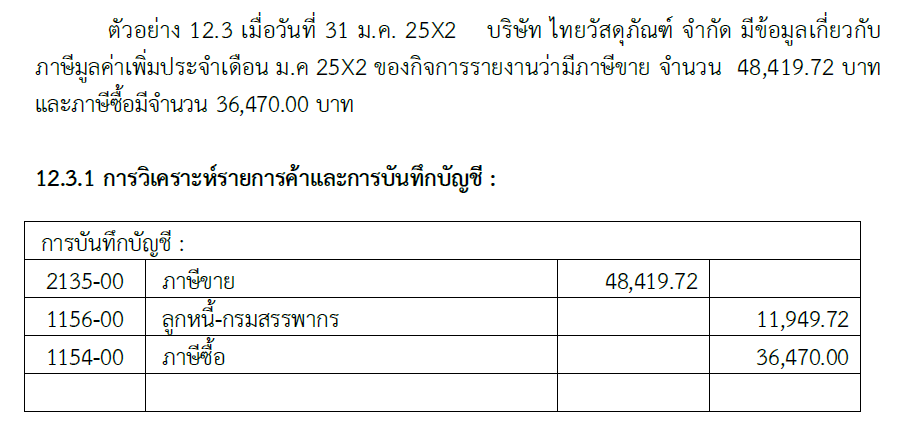 ตัวอย่าง 12.3 เมื่อวันที่ 31 ม.ค. 25X2 บริษัท ไทยวัสดุภัณฑ์ จำกัด มีข้อมูลเกี่ยวกับ
ภาษีมูลค่าเพิ่มประจำเดือน ม.ค 25X2 ของกิจการรายงานว่ามีภาษีขาย จำนวน 48,419.72 บาท
และภาษีซื้อมีจำนวน 36,470.00 บาท
12.3.1 การวิเคราะห์รายการค้าและการบันทึกบัญชี :
การบันทึกบัญชี :
2135-00 ภาษีขาย 48,419.72
1156-00 ลูกหนี้-กรมสรรพากร 11,949.72
1154-00 ภาษีซื้อ 36,470.00